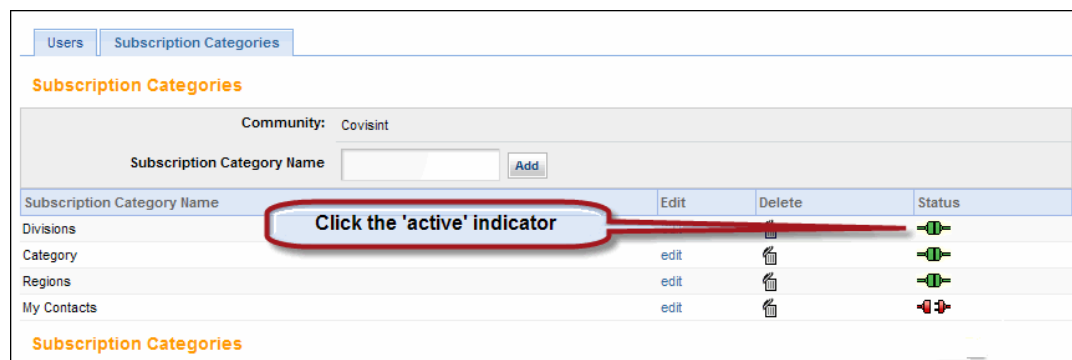 Users Subscription Categories
Subscription Categories
Community: Covisint
Subscription Category Name Add
Subscription Category Name Edit Delete Status
Click the 'active' indicator
Divisions
Category edit
Regions edit
My Contacts edit
Subscription Categories